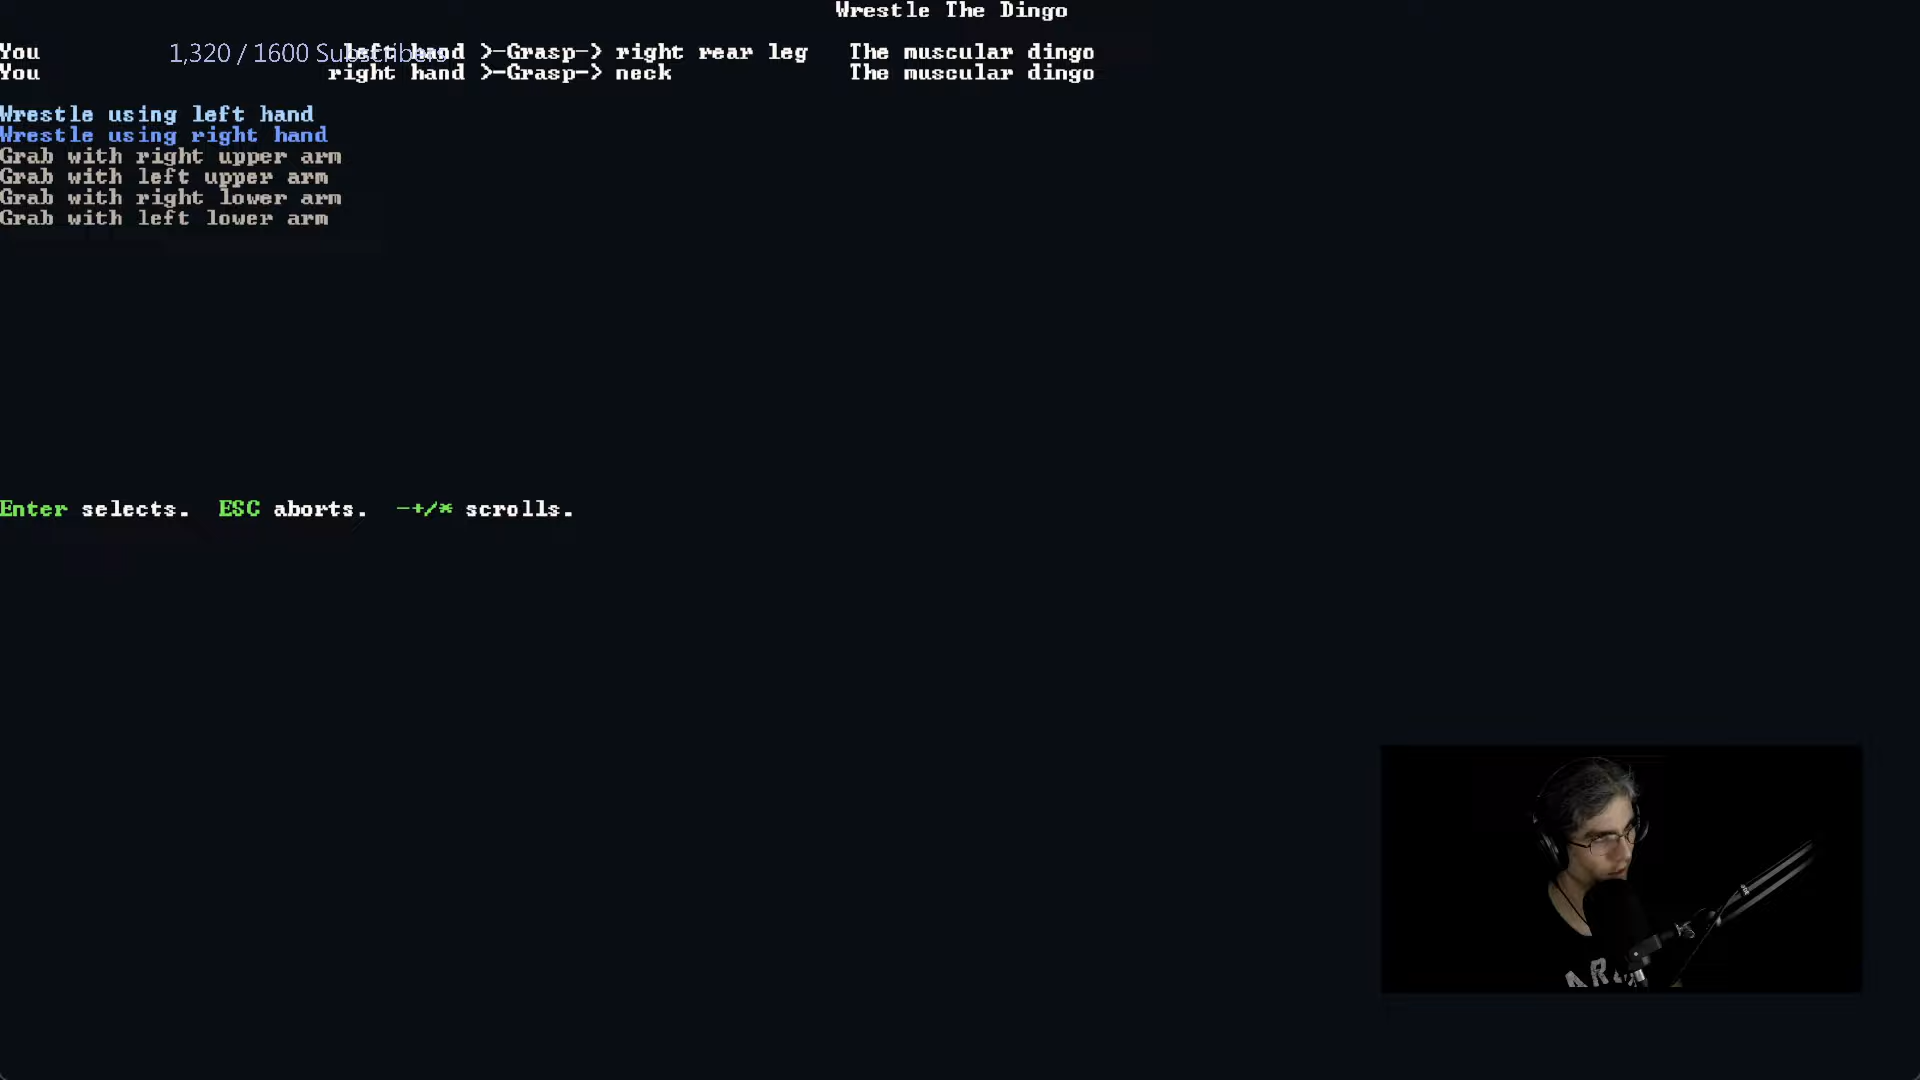 Wrestle The Dingo
You left hand >-Grasp-> right rear leg The muscular dingo
1,320 / 1600 Subscribers
You right hand >-Grasp-> neck The muscular dingo
Wrestle using left hand
Wrestle using right hand
Grab with right upper arm
Grab with left upper arm
Grab with right lower arm
Grab with left lower arm
Enter selects. ESC aborts. -+/* scrolls.